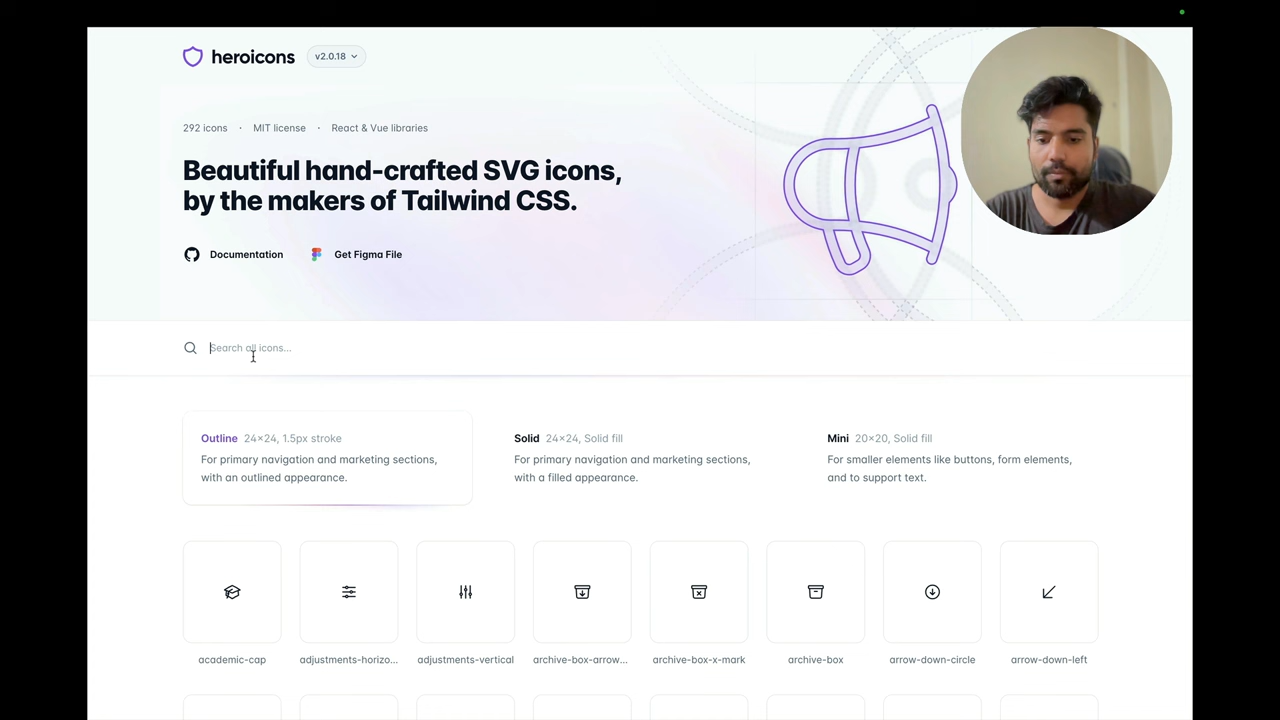 heroicons
v2.0.18
292 icons · MIT license · React & Vue libraries
Beautiful hand-crafted SVG icons,
by the makers of Tailwind CSS.
Documentation
Get Figma File
Search all icons...
Outline 24×24, 1.5px stroke
For primary navigation and marketing sections,
with an outlined appearance.
Solid 24×24, Solid fill
For primary navigation and marketing sections,
with a filled appearance.
Mini 20×20, Solid fill
For smaller elements like buttons, form elements,
and to support text.
academic-cap
adjustments-horizo...
adjustments-vertical
archive-box-arrow...
archive-box-x-mark
archive-box
arrow-down-circle
arrow-down-left